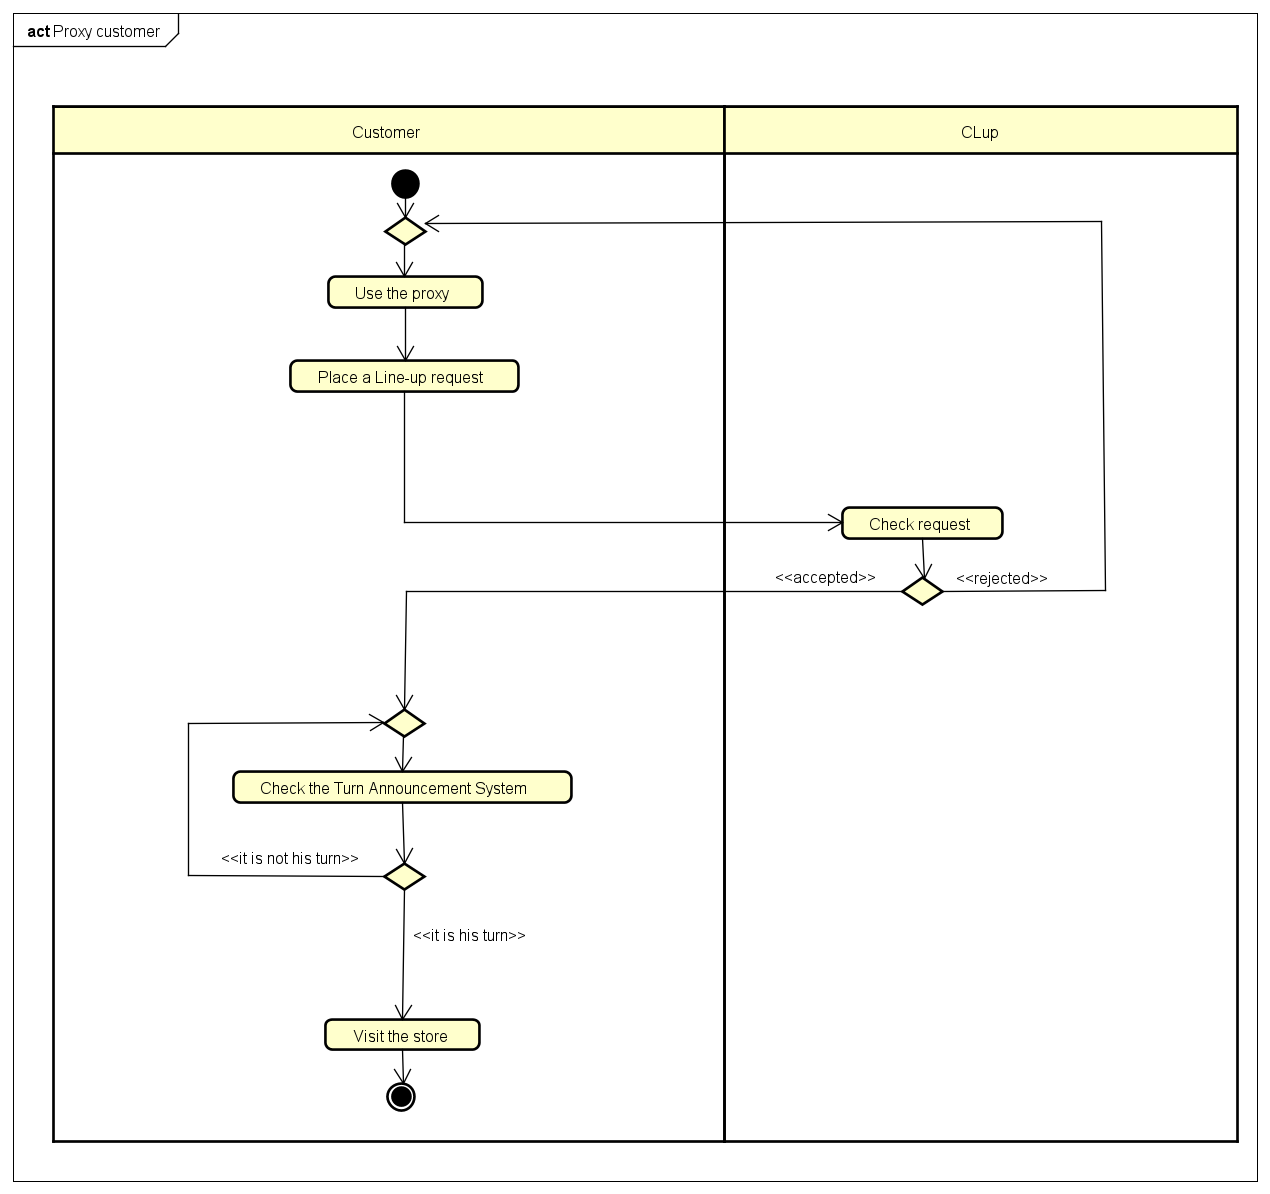 act Proxy customer
Customer
CLup
Use the proxy
Place a Line-up request
Check request
<<accepted>>
<<rejected>>
Check the Turn Announcement System
<<it is not his turn>>
<<it is his turn>>
Visit the store